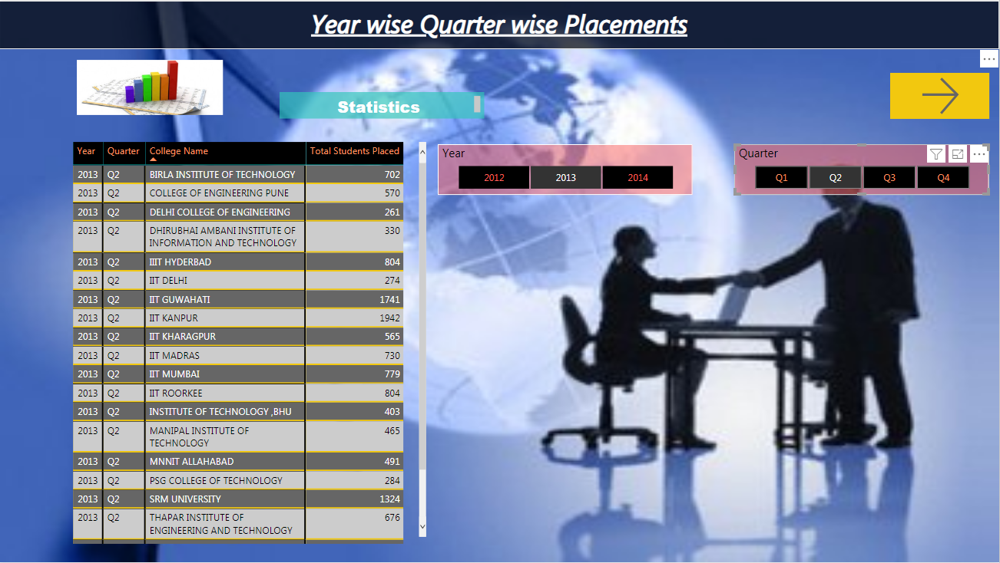 Year wise Quarter wise Placements
Statistics
Year Quarter College Name Total Students Placed
2013 Q2 BIRLA INSTITUTE OF TECHNOLOGY 702
2013 Q2 COLLEGE OF ENGINEERING PUNE 570
2013 Q2 DELHI COLLEGE OF ENGINEERING 261
2013 Q2 DHIRUBHAI AMBANI INSTITUTE OF 330
INFORMATION AND TECHNOLOGY
2013 Q2 IIIT HYDERBAD 804
2013 Q2 IIT DELHI 274
2013 Q2 IIT GUWAHATI 1741
2013 Q2 IIT KANPUR 1942
2013 Q2 IIT KHARAGPUR 565
2013 Q2 IIT MADRAS 730
2013 Q2 IIT MUMBAI 779
2013 Q2 IIT ROORKEE 804
2013 Q2 INSTITUTE OF TECHNOLOGY ,BHU 403
2013 Q2 MANIPAL INSTITUTE OF 465
TECHNOLOGY
2013 Q2 MNNIT ALLAHABAD 491
2013 Q2 PSG COLLEGE OF TECHNOLOGY 284
2013 Q2 SRM UNIVERSITY 1324
2013 Q2 THAPAR INSTITUTE OF 676
ENGINEERING AND TECHNOLOGY
Year
2012 2013 2014
Quarter
Q1 Q2 Q3 Q4